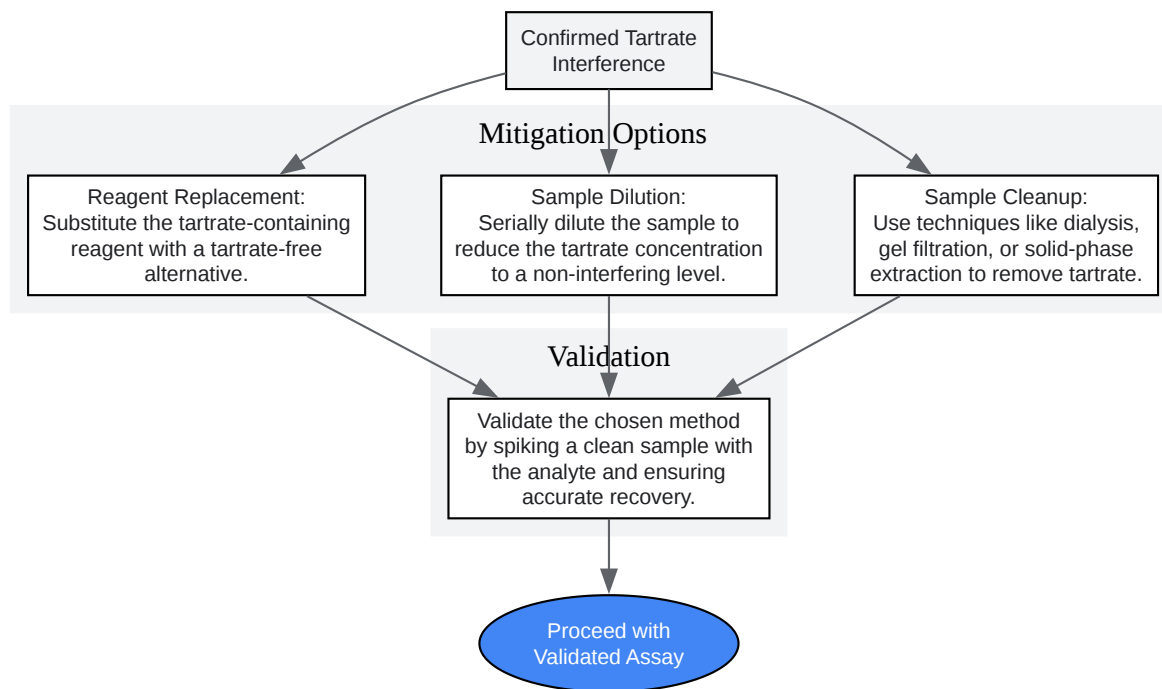 Confirmed Tartrate
Interference
Mitigation Options
Reagent Replacement:
Substitute the tartrate-containing
reagent with a tartrate-free
alternative.
Sample Dilution:
Serially dilute the sample to
reduce the tartrate concentration
to a non-interfering level.
Sample Cleanup:
Use techniques like dialysis,
gel filtration, or solid-phase
extraction to remove tartrate.
Validation
Validate the chosen method
by spiking a clean sample with
the analyte and ensuring
accurate recovery.
Proceed with
Validated Assay